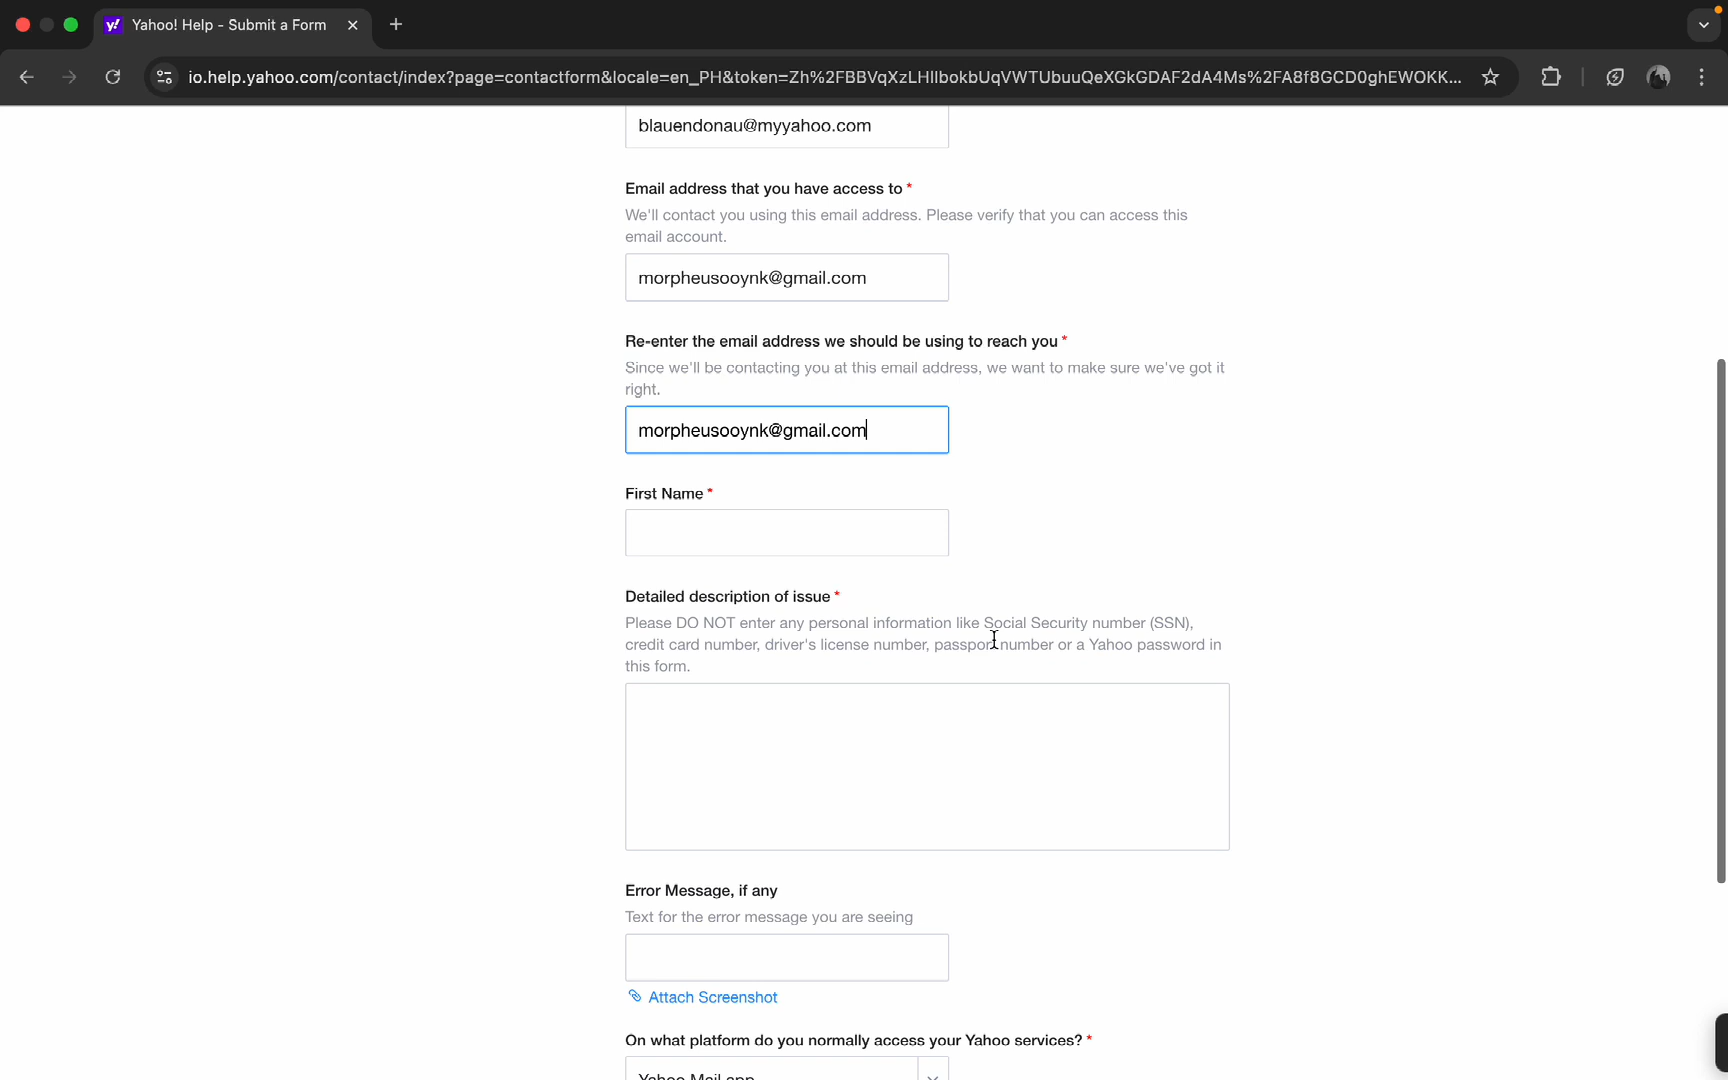 Yahoo! Help - Submit a Form
io.help.yahoo.com/contact/index?page=contactform&locale=en_PH&token=Zh%2FBBVqXzLHIlbokbUqVWTUbuuQeXGkGDAF2dA4Ms%2FA8f8GCD0ghEWOKK...
blauendonau@myyahoo.com
Email address that you have access to *
We'll contact you using this email address. Please verify that you can access this
email account.
morpheusooynk@gmail.com
Re-enter the email address we should be using to reach you *
Since we'll be contacting you at this email address, we want to make sure we've got it
right.
morpheusooynk@gmail.com
First Name *
Detailed description of issue *
Please DO NOT enter any personal information like Social Security number (SSN),
credit card number, driver's license number, passport number or a Yahoo password in
this form.
Error Message, if any
Text for the error message you are seeing
Attach Screenshot
On what platform do you normally access your Yahoo services? *
Yahoo Mail app